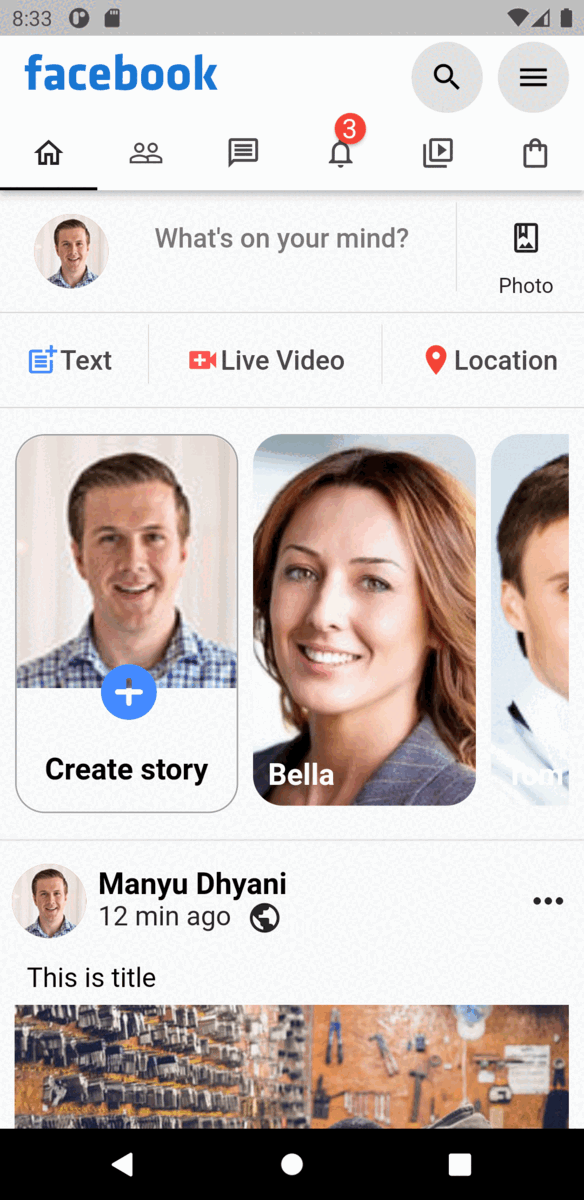 8:33
facebook
3
What's on your mind?
Photo
Text
Live Video
Location
Create story
Bella
Tom
Manyu Dhyani
12 min ago
This is title